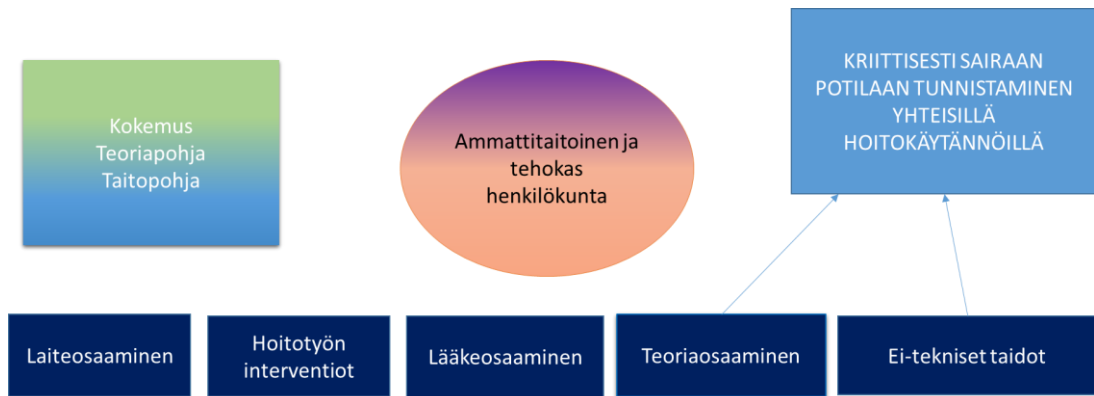 Kokemus
Teoriapohja
Taitopohja
Ammattitaitoinen ja
tehokas
henkilökunta
KRIITTISESTI SAIRAAN
POTILAAN TUNNISTAMINEN
YHTEISILLÄ
HOITOKÄYTÄNNÖILLÄ
Laiteosaaminen
Hoitotyön
interventiot
Lääkeosaaminen
Teoriaosaaminen
Ei-tekniset taidot